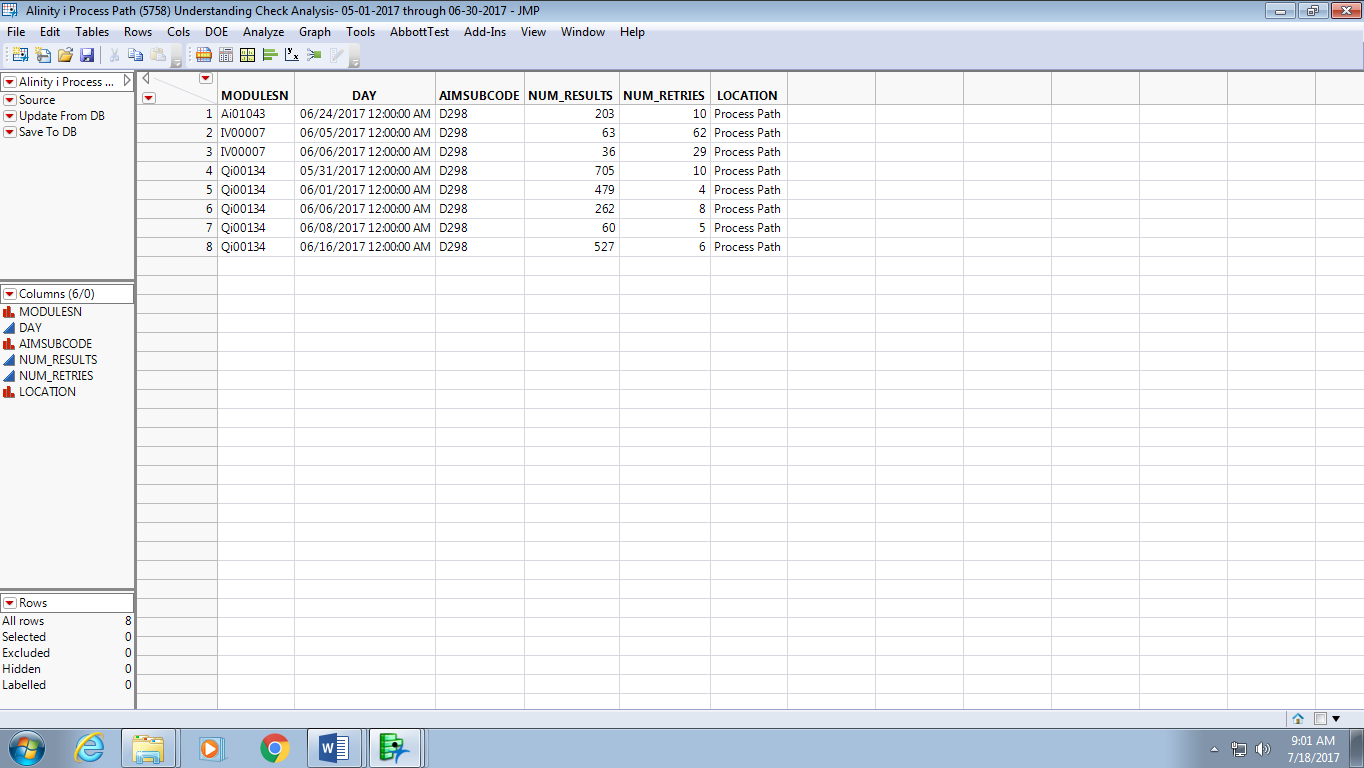 Alinity i Process Path (5758) Understanding Check Analysis- 05-01-2017 through 06-30-2017 - JMP
File Edit Tables Rows Cols DOE Analyze Graph Tools AbbottTest Add-Ins View Window Help
Alinity i Process ...
Source
Update From DB
Save To DB
Columns (6/0)
MODULESN
DAY
AIMSUBCODE
NUM_RESULTS
NUM_RETRIES
LOCATION
Rows
All rows 8
Selected 0
Excluded 0
Hidden 0
Labelled 0
MODULESN DAY AIMSUBCODE NUM_RESULTS NUM_RETRIES LOCATION
1 Ai01043 06/24/2017 12:00:00 AM D298 203 10 Process Path
2 IV00007 06/05/2017 12:00:00 AM D298 63 62 Process Path
3 IV00007 06/06/2017 12:00:00 AM D298 36 29 Process Path
4 Qi00134 05/31/2017 12:00:00 AM D298 705 10 Process Path
5 Qi00134 06/01/2017 12:00:00 AM D298 479 4 Process Path
6 Qi00134 06/06/2017 12:00:00 AM D298 262 8 Process Path
7 Qi00134 06/08/2017 12:00:00 AM D298 60 5 Process Path
8 Qi00134 06/16/2017 12:00:00 AM D298 527 6 Process Path
9:01 AM
7/18/2017